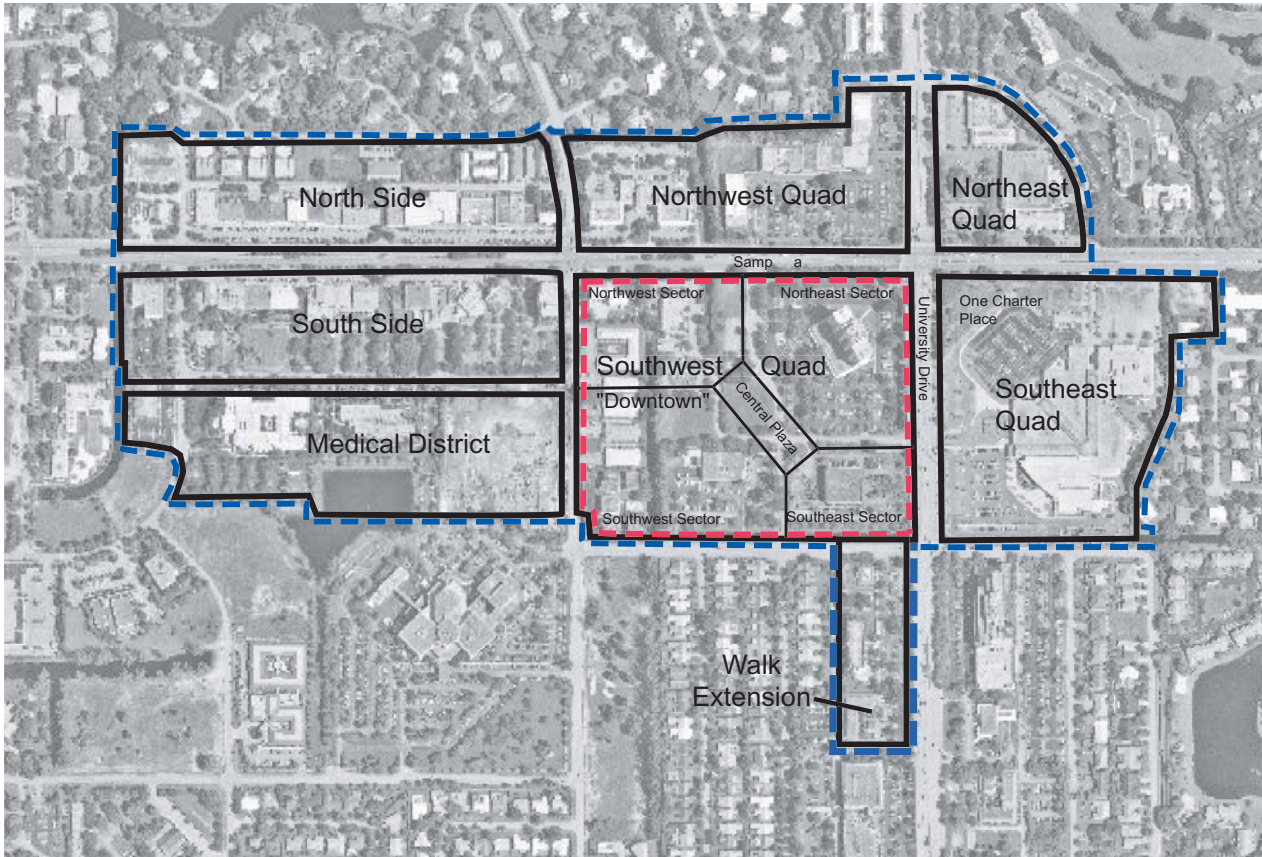 North Side
Northwest Quad
Northeast
Quad
Samp a
Northwest Sector
Northeast Sector
South Side
Southwest Quad
"Downtown"
Central Plaza
University Drive
One Charter
Place
Southeast
Quad
Medical District
Southwest Sector
Southeast Sector
Walk
Extension